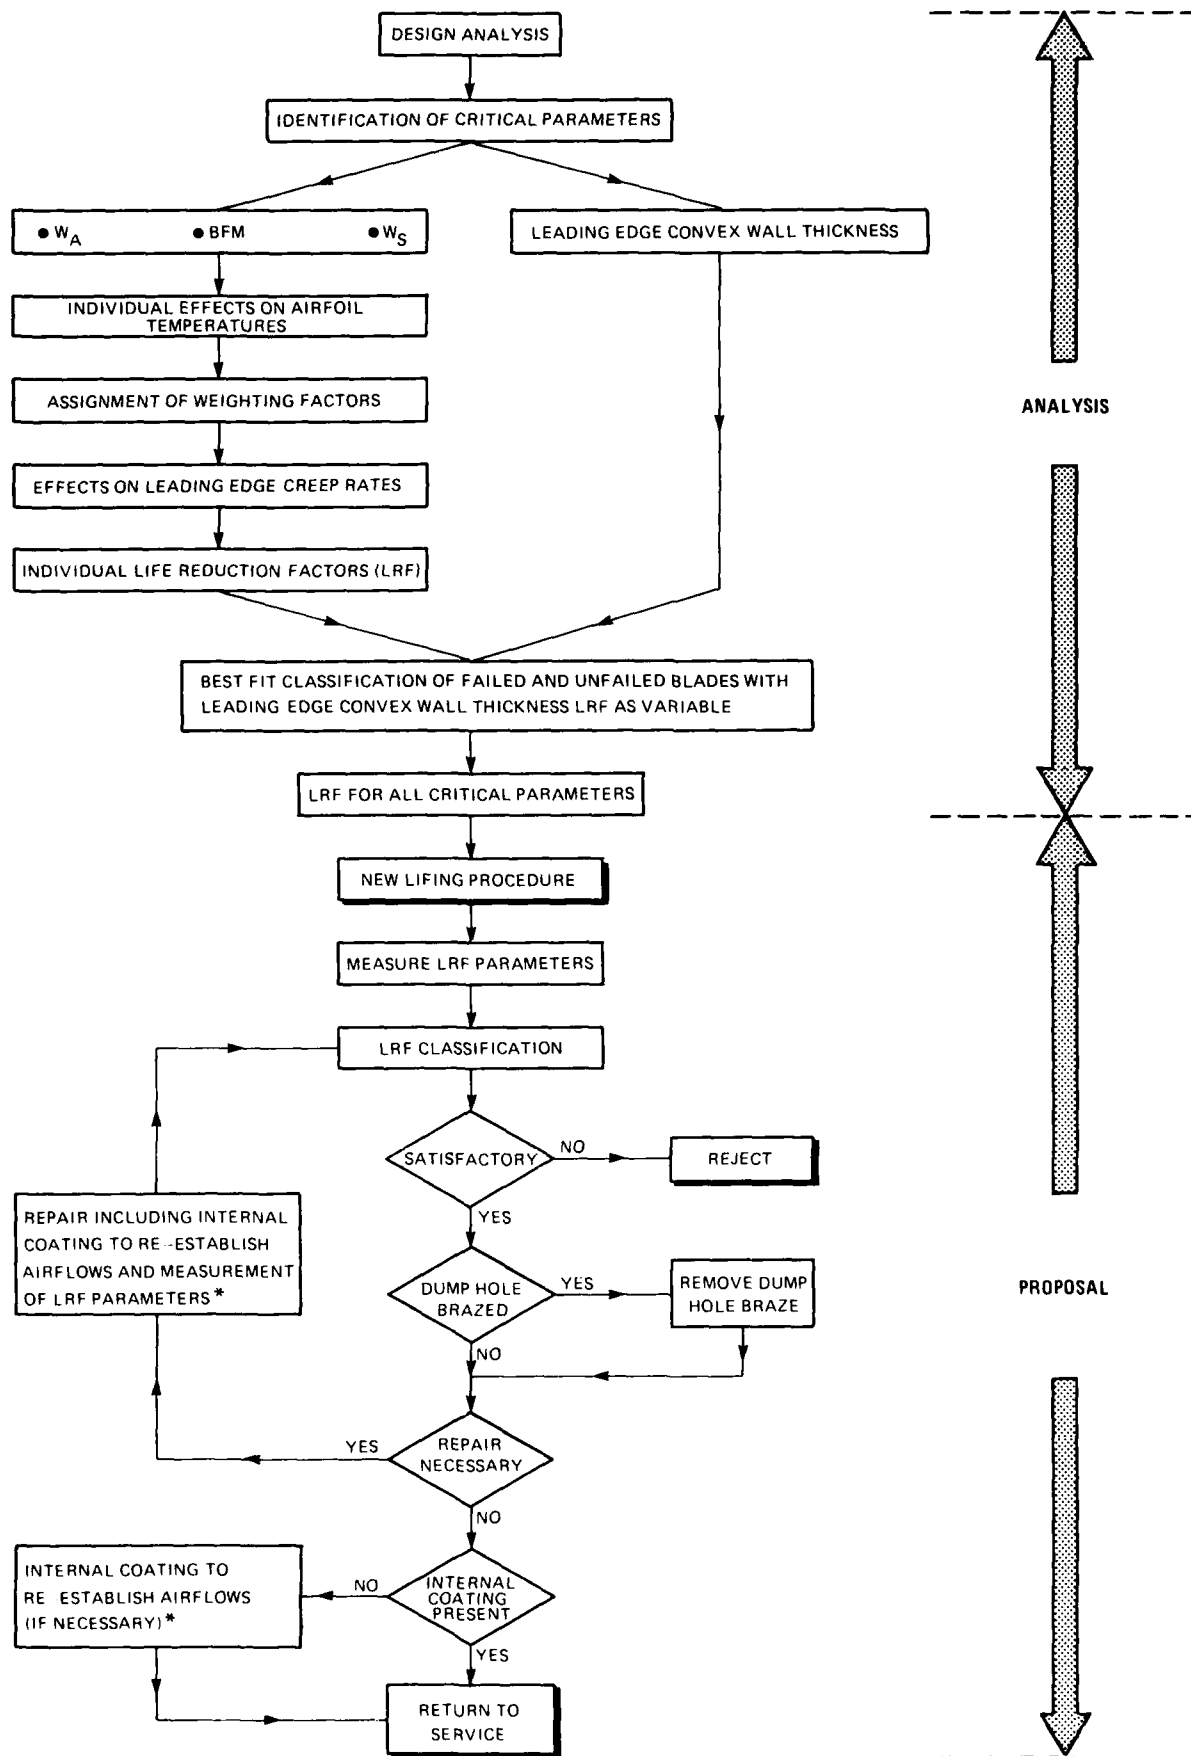 DESIGN ANALYSIS
IDENTIFICATION OF CRITICAL PARAMETERS
● WA ● BFM ● WS
LEADING EDGE CONVEX WALL THICKNESS
INDIVIDUAL EFFECTS ON AIRFOIL
TEMPERATURES
ASSIGNMENT OF WEIGHTING FACTORS
ANALYSIS
EFFECTS ON LEADING EDGE CREEP RATES
INDIVIDUAL LIFE REDUCTION FACTORS (LRF)
BEST FIT CLASSIFICATION OF FAILED AND UNFAILED BLADES WITH
LEADING EDGE CONVEX WALL THICKNESS LRF AS VARIABLE
LRF FOR ALL CRITICAL PARAMETERS
NEW LIFING PROCEDURE
MEASURE LRF PARAMETERS
LRF CLASSIFICATION
SATISFACTORY
NO
REJECT
YES
REPAIR INCLUDING INTERNAL
COATING TO RE-ESTABLISH
AIRFLOWS AND MEASUREMENT
OF LRF PARAMETERS*
DUMP HOLE
BRAZED
YES
REMOVE DUMP
HOLE BRAZE
PROPOSAL
NO
REPAIR
NECESSARY
YES
NO
INTERNAL COATING TO
RE ESTABLISH AIRFLOWS
(IF NECESSARY)*
NO
INTERNAL
COATING
PRESENT
YES
RETURN TO
SERVICE